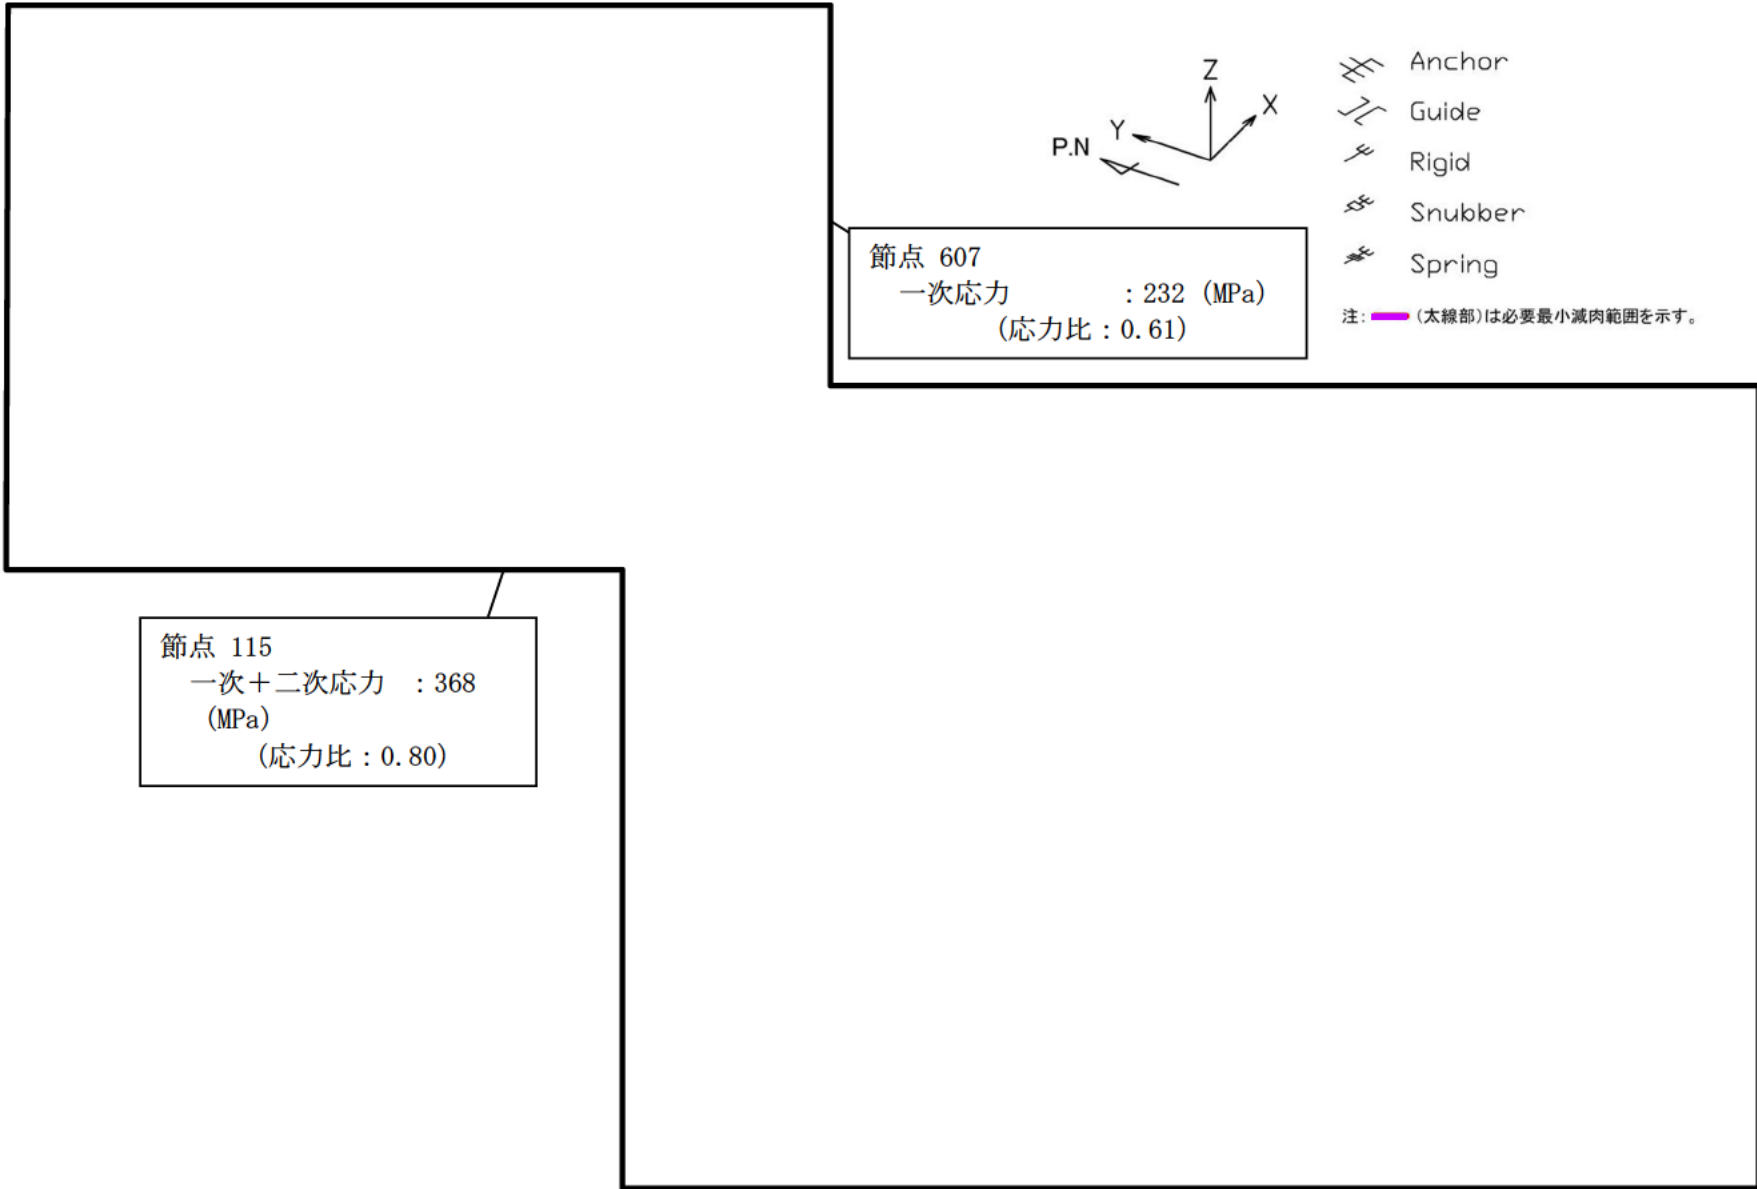 Z
X
Y
P.N
Anchor
Guide
Rigid
Snubber
Spring
注: (太線部)は必要最小減肉範囲を示す。
節点 607
一次応力 : 232 (MPa)
(応力比：0.61)
節点 115
一次＋二次応力 : 368
(MPa)
(応力比：0.80)